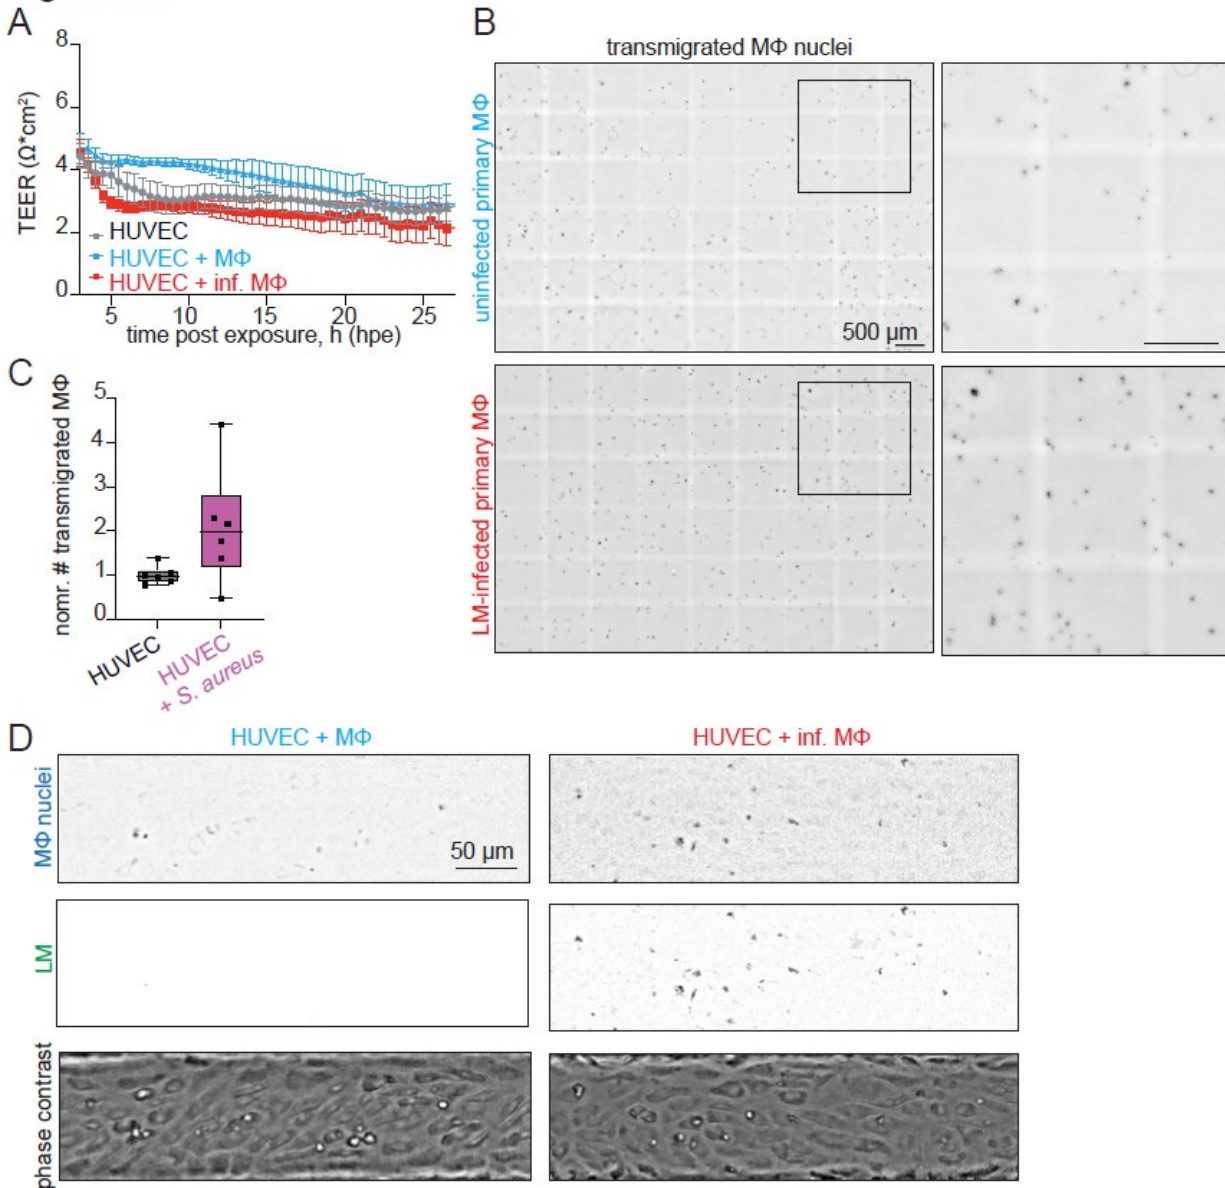 A
8
6
4
2
0
TEER (Ω*cm²)
HUVEC
HUVEC + MΦ
HUVEC + inf. MΦ
5
10
15
20
25
time post exposure, h (hpe)
B
transmigrated MΦ nuclei
uninfected primary MΦ
500 µm
LM-infected primary MΦ
C
nomr. # transmigrated MΦ
5
4
3
2
1
0
HUVEC
HUVEC
+ S. aureus
D
HUVEC + MΦ
HUVEC + inf. MΦ
MΦ nuclei
50 µm
LM
phase contrast